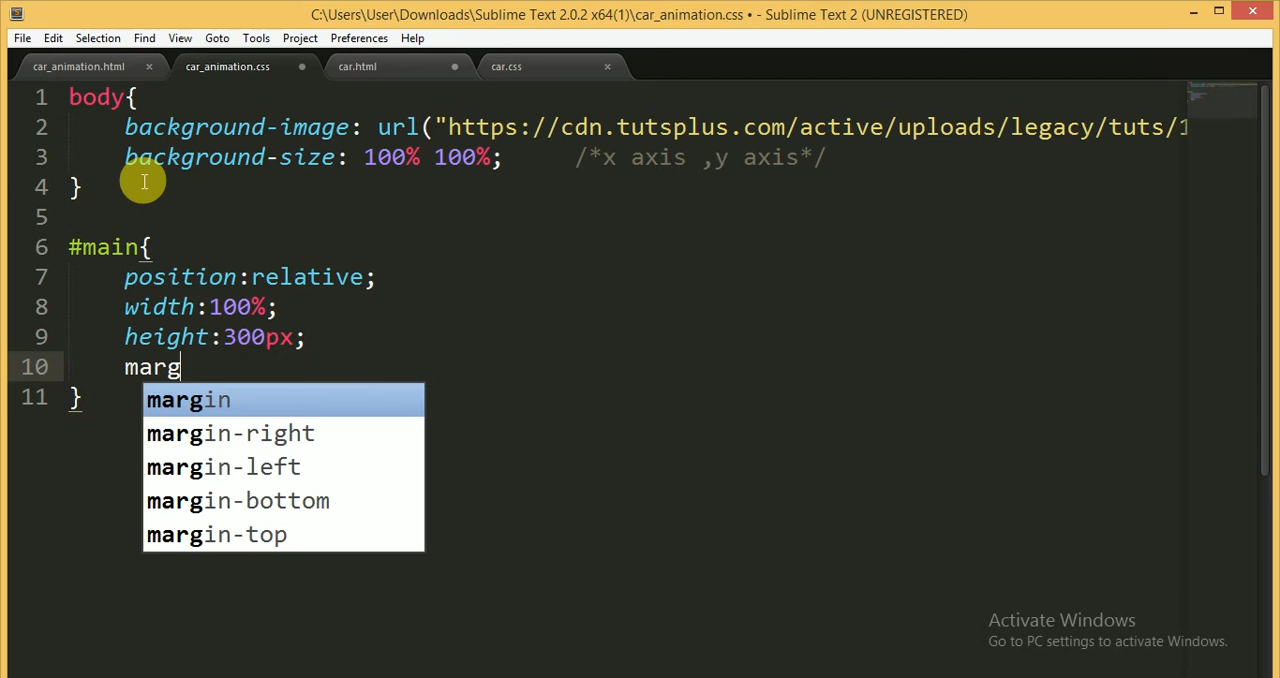 C:\Users\User\Downloads\Sublime Text 2.0.2 x64(1)\car_animation.css • - Sublime Text 2 (UNREGISTERED)
File Edit Selection Find View Goto Tools Project Preferences Help
car_animation.html car_animation.css car.html car.css
1 body{
2 background-image: url("https://cdn.tutsplus.com/active/uploads/legacy/tuts/1
3 background-size: 100% 100%; /*x axis ,y axis*/
4 }
5
6 #main{
7 position:relative;
8 width:100%;
9 height:300px;
10 marg
11 }
margin
margin-right
margin-left
margin-bottom
margin-top
Activate Windows
Go to PC settings to activate Windows.